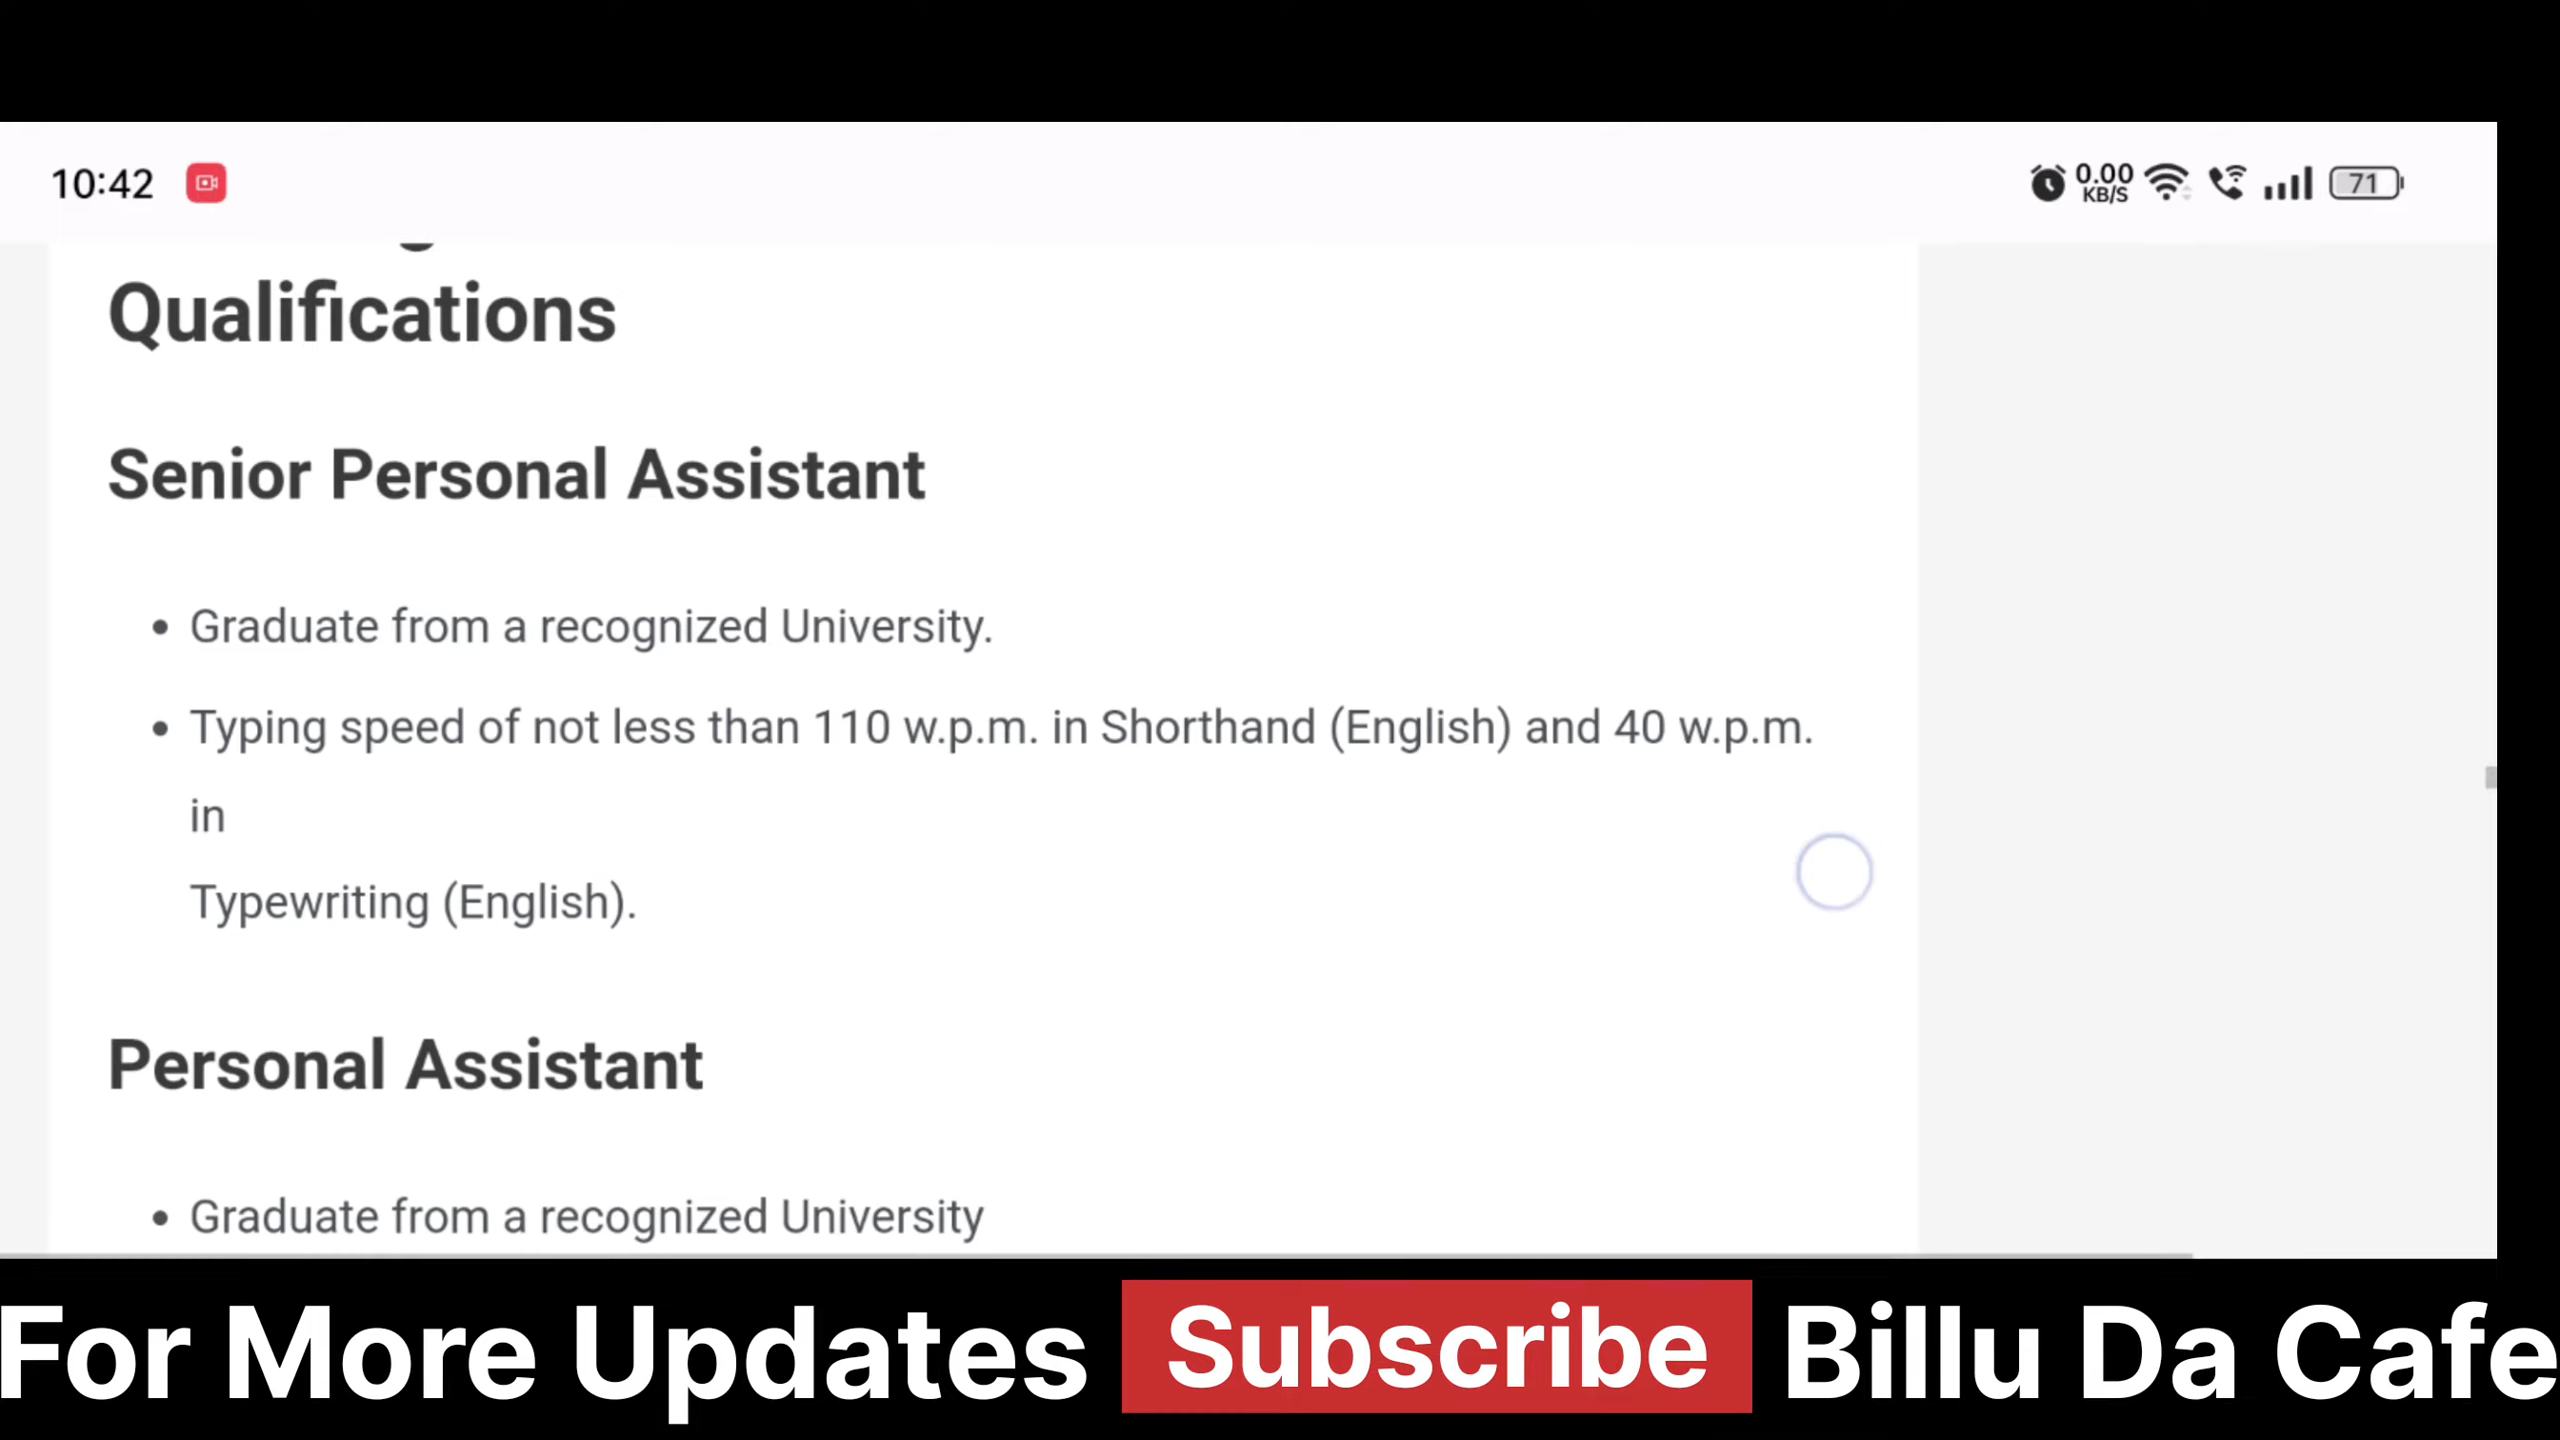 10:42
0.00
KB/S
71
Qualifications
Senior Personal Assistant
• Graduate from a recognized University.
• Typing speed of not less than 110 w.p.m. in Shorthand (English) and 40 w.p.m.
in
Typewriting (English).
Personal Assistant
• Graduate from a recognized University
For More Updates Subscribe Billu Da Cafe